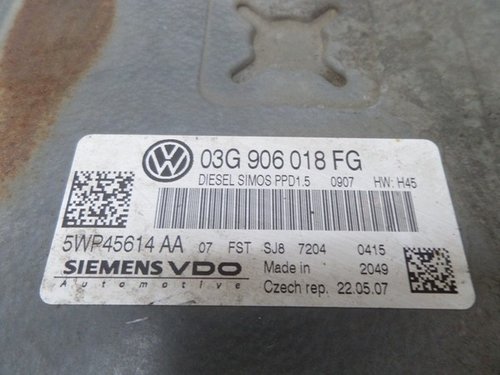 VW 03G 906 018 FG
DIESEL SIMOS PPD1.5 0907 HW: H45
5WP45614 AA 07 FST SJ8 7204 0415
SIEMENS VDO Made in 2049
Automotive Czech rep. 22.05.07